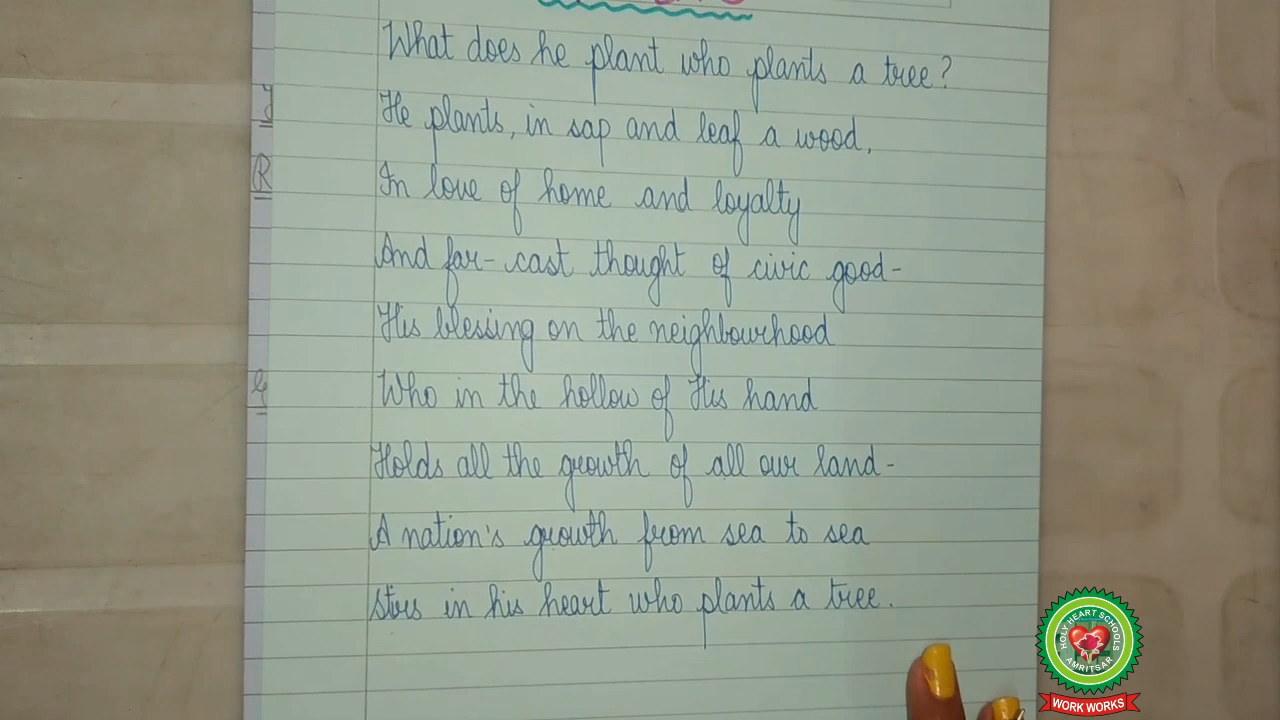 What does he plant who plants a tree?
He plants, in sap and leaf a wood,
In love of home and loyalty
And far-cast thought of civic good-
His blessing on the neighbourhood
Who in the hollow of His hand
Holds all the growth of all our land-
A nation's growth from sea to sea
stirs in his heart who plants a tree.
HOLY HEART SCHOOLS
AMRITSAR
WORK WORKS